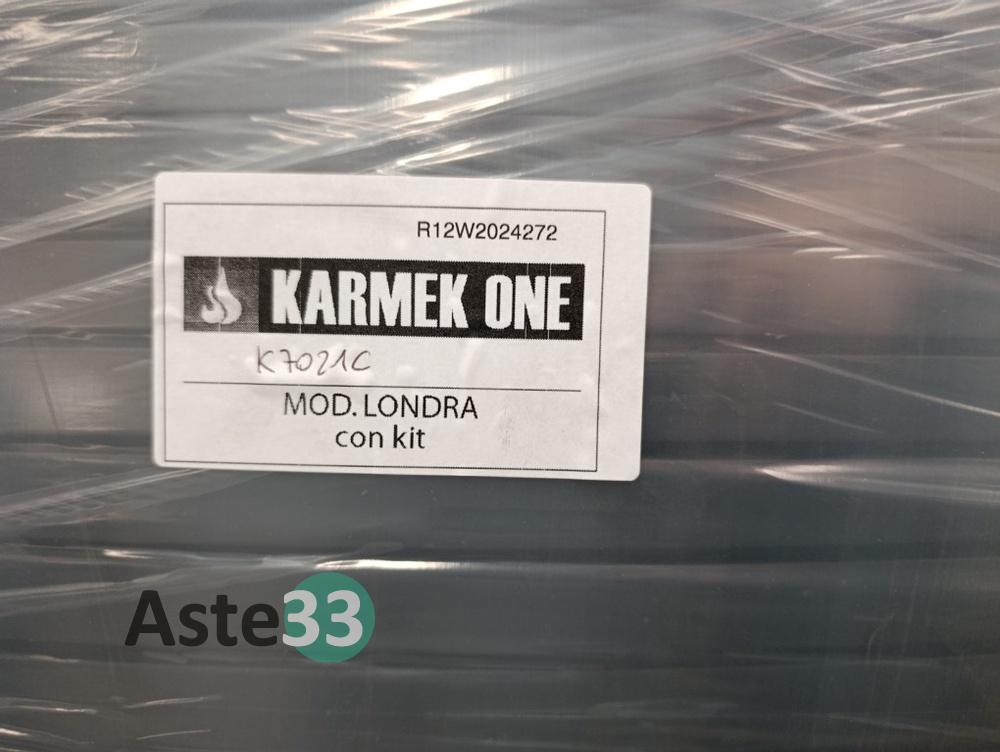 R12W2024272
KARMEK ONE
K7021C
MOD. LONDRA
con kit
Aste33